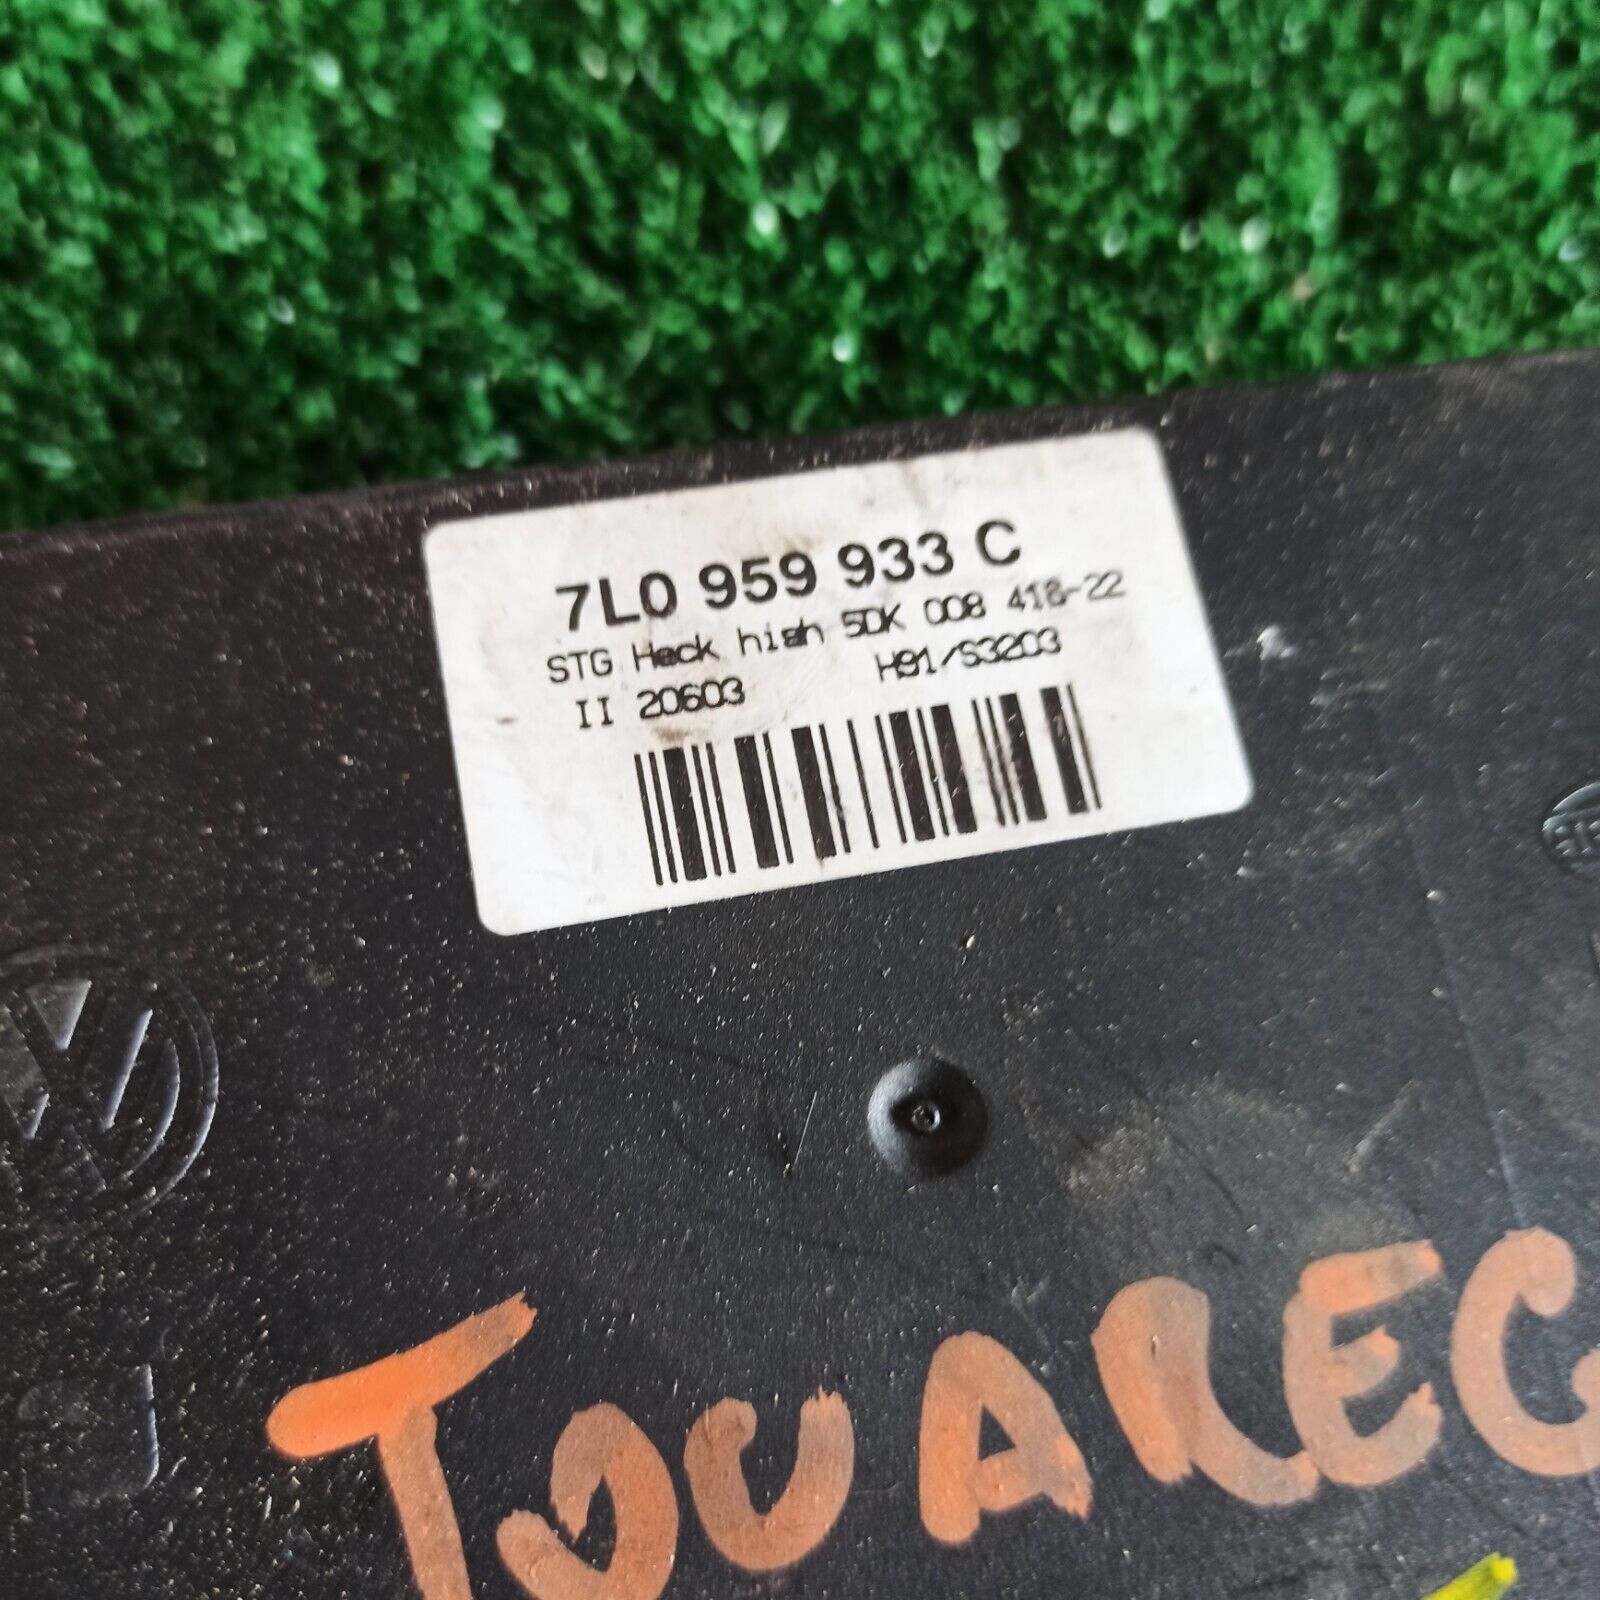 7L0 959 933 C
STG Heck high 5DK 008 418-22
II 20603 H91/S3203
TOUAREG